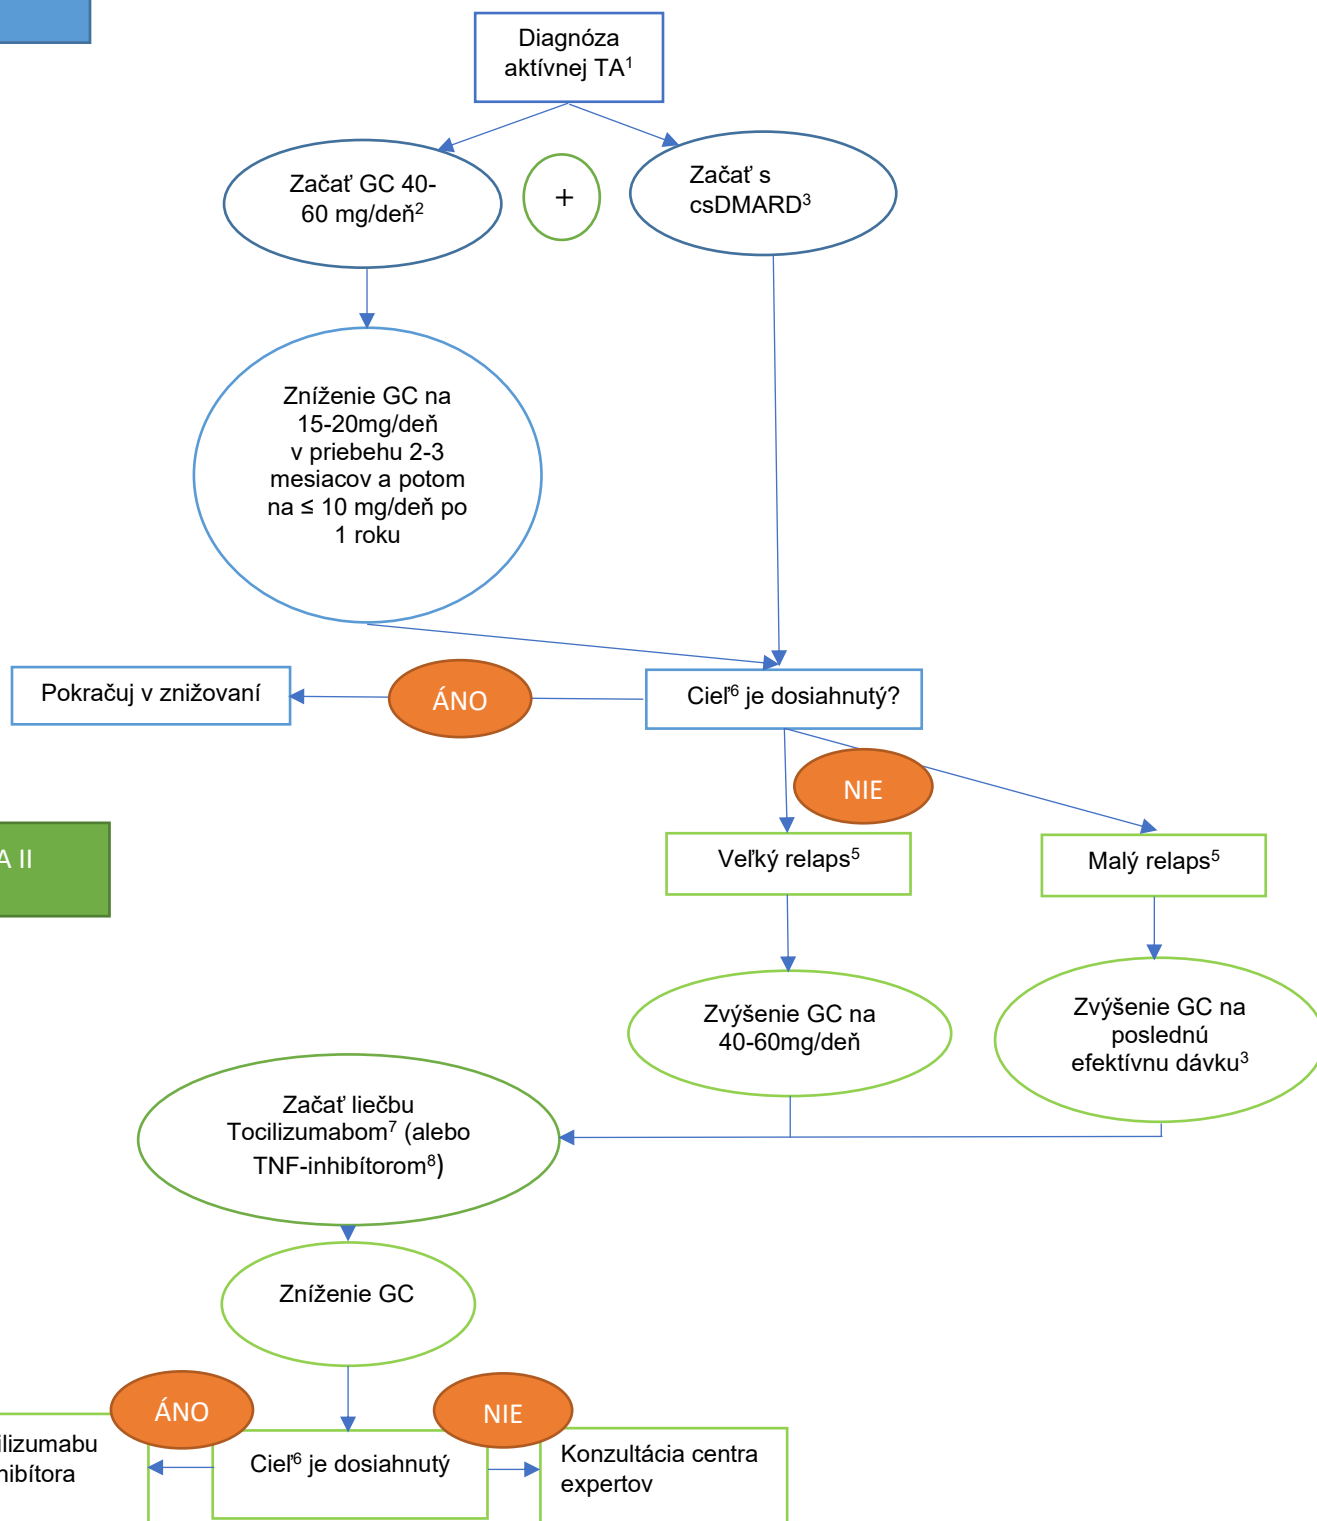 Diagnóza
aktívnej TA¹
Začať GC 40-
60 mg/deň²
+
Začať s
csDMARD³
Zníženie GC na
15-20mg/deň
v priebehu 2-3
mesiacov a potom
na ≤ 10 mg/deň po
1 roku
Pokračuj v znižovaní
ÁNO
Cieľ⁶ je dosiahnutý?
NIE
A II
Veľký relaps⁵
Malý relaps⁵
Zvýšenie GC na
40-60mg/deň
Zvýšenie GC na
poslednú
efektívnu dávku³
Začať liečbu
Tocilizumabom⁷ (alebo
TNF-inhibítorom⁸)
Zníženie GC
ÁNO
NIE
ilizumabu
hibítora
Cieľ⁶ je dosiahnutý
Konzultácia centra
expertov